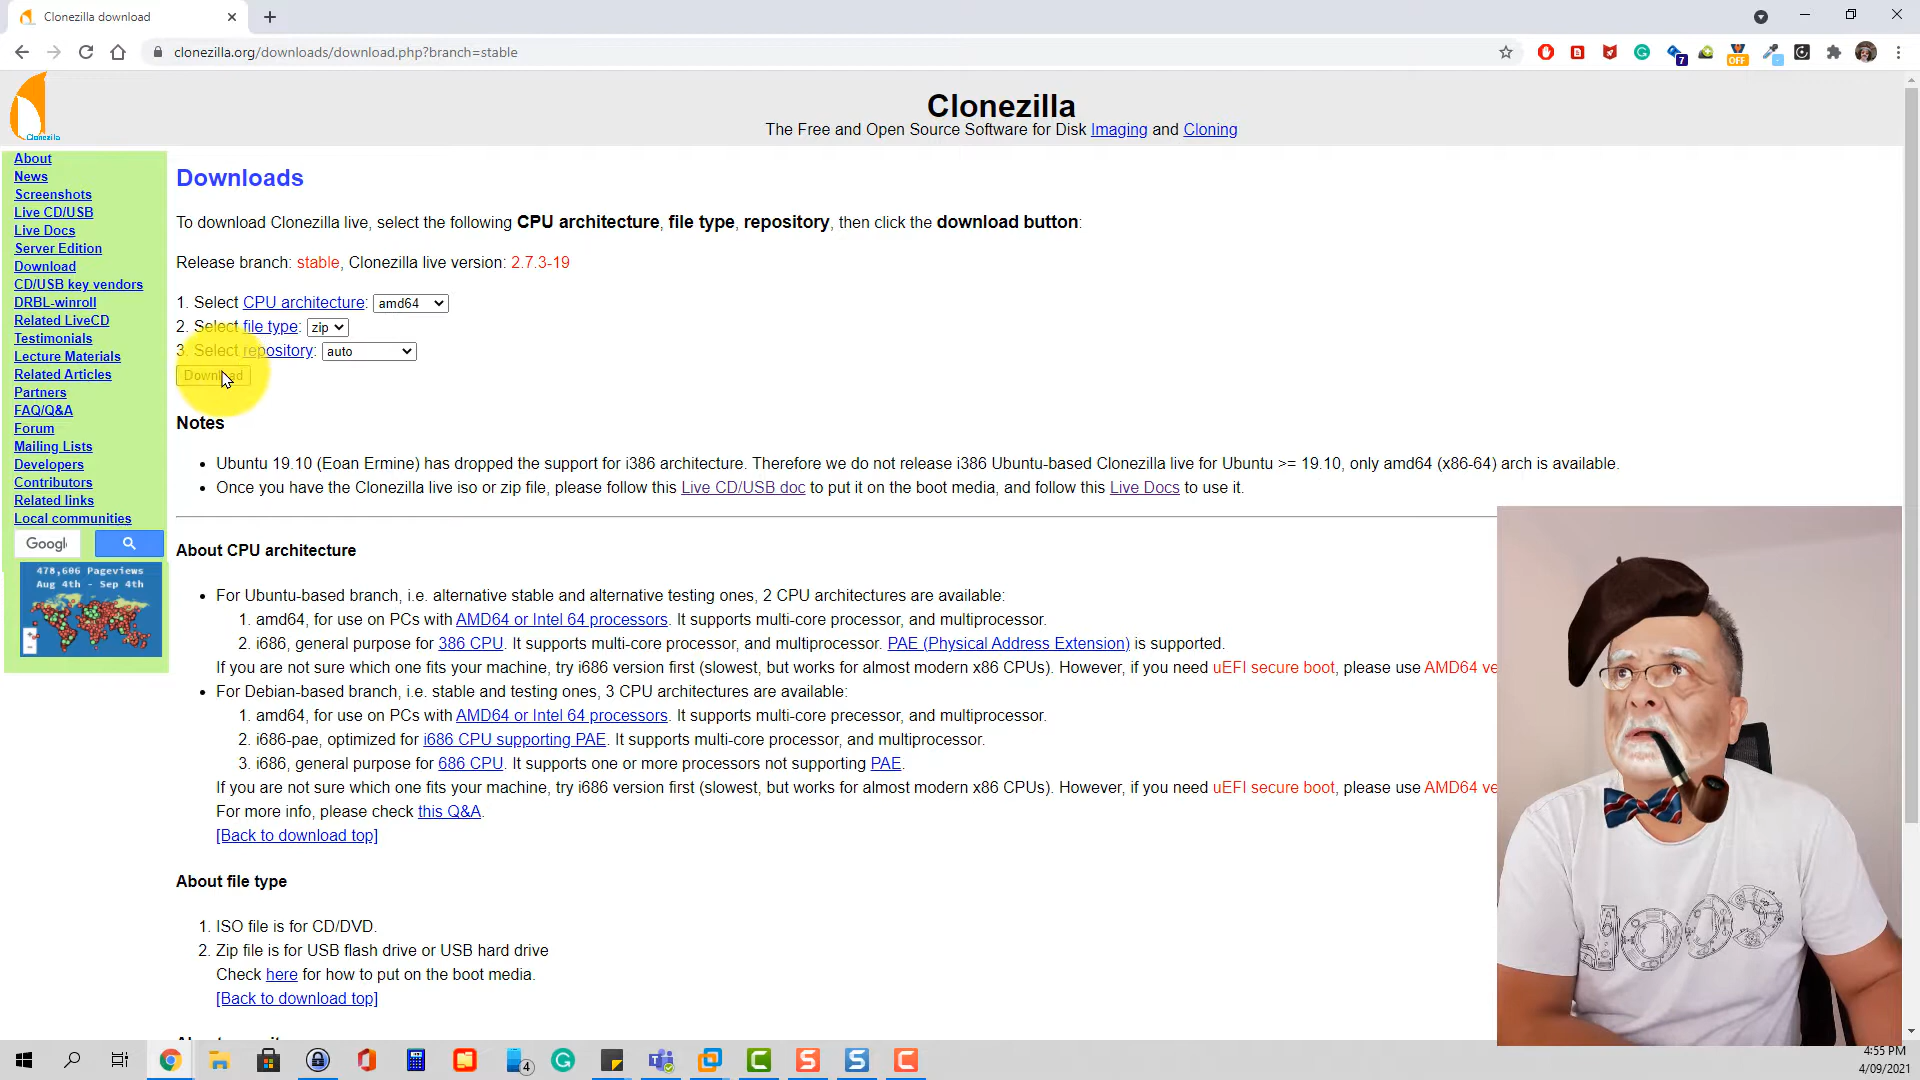 Clonezilla download
clonezilla.org/downloads/download.php?branch=stable
7
OFF
Clonezilla
Clonezilla
The Free and Open Source Software for Disk Imaging and Cloning
About
News
Screenshots
Live CD/USB
Live Docs
Server Edition
Download
CD/USB key vendors
DRBL-winroll
Related LiveCD
Testimonials
Lecture Materials
Related Articles
Partners
FAQ/Q&A
Forum
Mailing Lists
Developers
Contributors
Related links
Local communities
478,606 Pageviews
Aug 4th - Sep 4th
Downloads
To download Clonezilla live, select the following CPU architecture, file type, repository, then click the download button:
Release branch: stable, Clonezilla live version: 2.7.3-19
1. Select CPU architecture: amd64
2. Select file type: zip
3. Select repository: auto
Download
Notes
• Ubuntu 19.10 (Eoan Ermine) has dropped the support for i386 architecture. Therefore we do not release i386 Ubuntu-based Clonezilla live for Ubuntu >= 19.10, only amd64 (x86-64) arch is available.
• Once you have the Clonezilla live iso or zip file, please follow this Live CD/USB doc to put it on the boot media, and follow this Live Docs to use it.
About CPU architecture
• For Ubuntu-based branch, i.e. alternative stable and alternative testing ones, 2 CPU architectures are available:
1. amd64, for use on PCs with AMD64 or Intel 64 processors. It supports multi-core processor, and multiprocessor.
2. i686, general purpose for 386 CPU. It supports multi-core processor, and multiprocessor. PAE (Physical Address Extension) is supported.
If you are not sure which one fits your machine, try i686 version first (slowest, but works for almost modern x86 CPUs). However, if you need uEFI secure boot, please use AMD64 ve
• For Debian-based branch, i.e. stable and testing ones, 3 CPU architectures are available:
1. amd64, for use on PCs with AMD64 or Intel 64 processors. It supports multi-core precessor, and multiprocessor.
2. i686-pae, optimized for i686 CPU supporting PAE. It supports multi-core processor, and multiprocessor.
3. i686, general purpose for 686 CPU. It supports one or more processors not supporting PAE.
If you are not sure which one fits your machine, try i686 version first (slowest, but works for almost modern x86 CPUs). However, if you need uEFI secure boot, please use AMD64 ve
For more info, please check this Q&A.
[Back to download top]
About file type
1. ISO file is for CD/DVD.
2. Zip file is for USB flash drive or USB hard drive
Check here for how to put on the boot media.
[Back to download top]
4
4:55 PM
4/09/2021